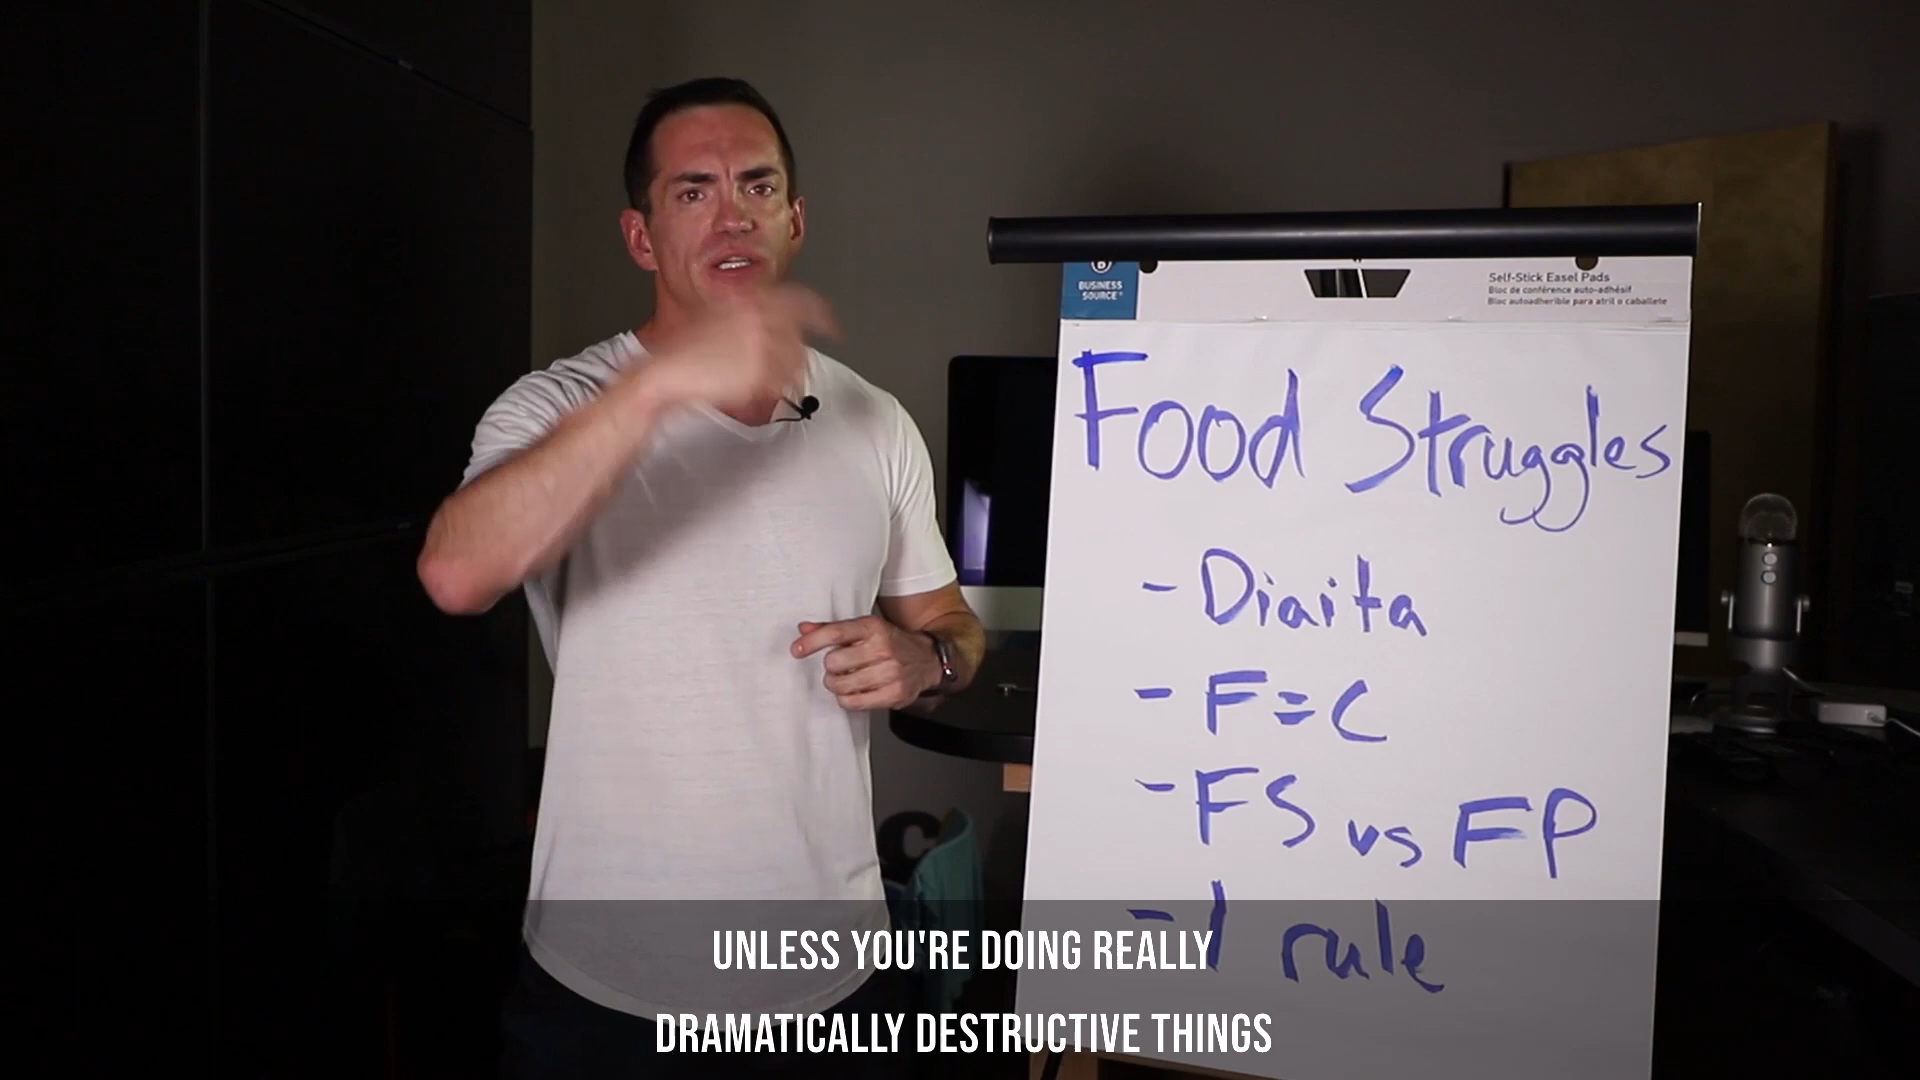 B
BUSINESS
SOURCE®
Self-Stick Easel Pads
Bloc de conférence auto-adhésif
Bloc autoadherible para atril o caballete
Food Struggles
- Diaita
- F=C
- FS vs FP
- 1 rule
UNLESS YOU'RE DOING REALLY
DRAMATICALLY DESTRUCTIVE THINGS